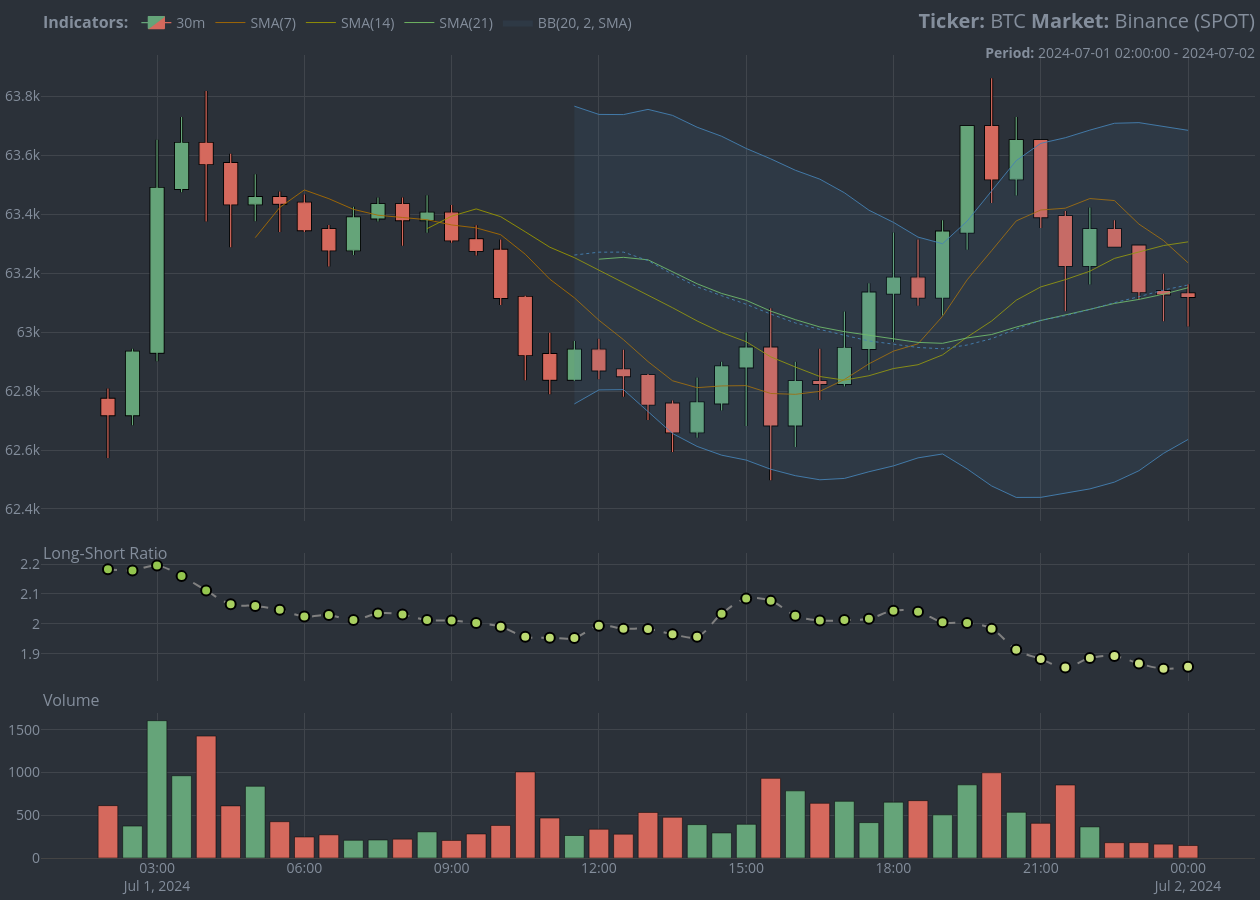 Indicators: 30m SMA(7) SMA(14) SMA(21) BB(20, 2, SMA)
Ticker: BTC Market: Binance (SPOT)
Period: 2024-07-01 02:00:00 - 2024-07-02
63.8k
63.6k
63.4k
63.2k
63k
62.8k
62.6k
62.4k
Long-Short Ratio
2.2
2.1
2
1.9
Volume
1500
1000
500
0
03:00 06:00 09:00 12:00 15:00 18:00 21:00 00:00
Jul 1, 2024 Jul 2, 2024